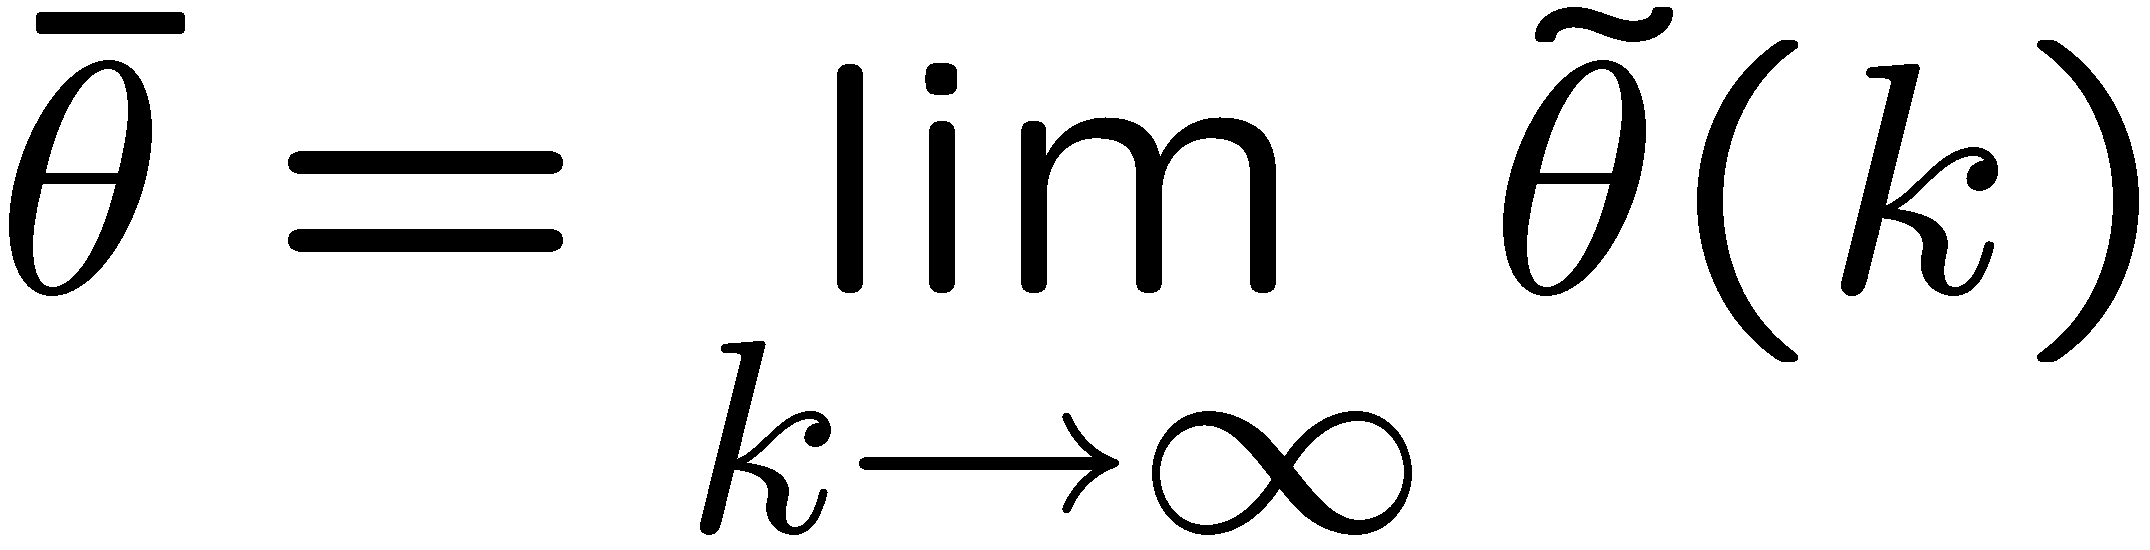 θ̄ = lim θ̃(k)
k→∞